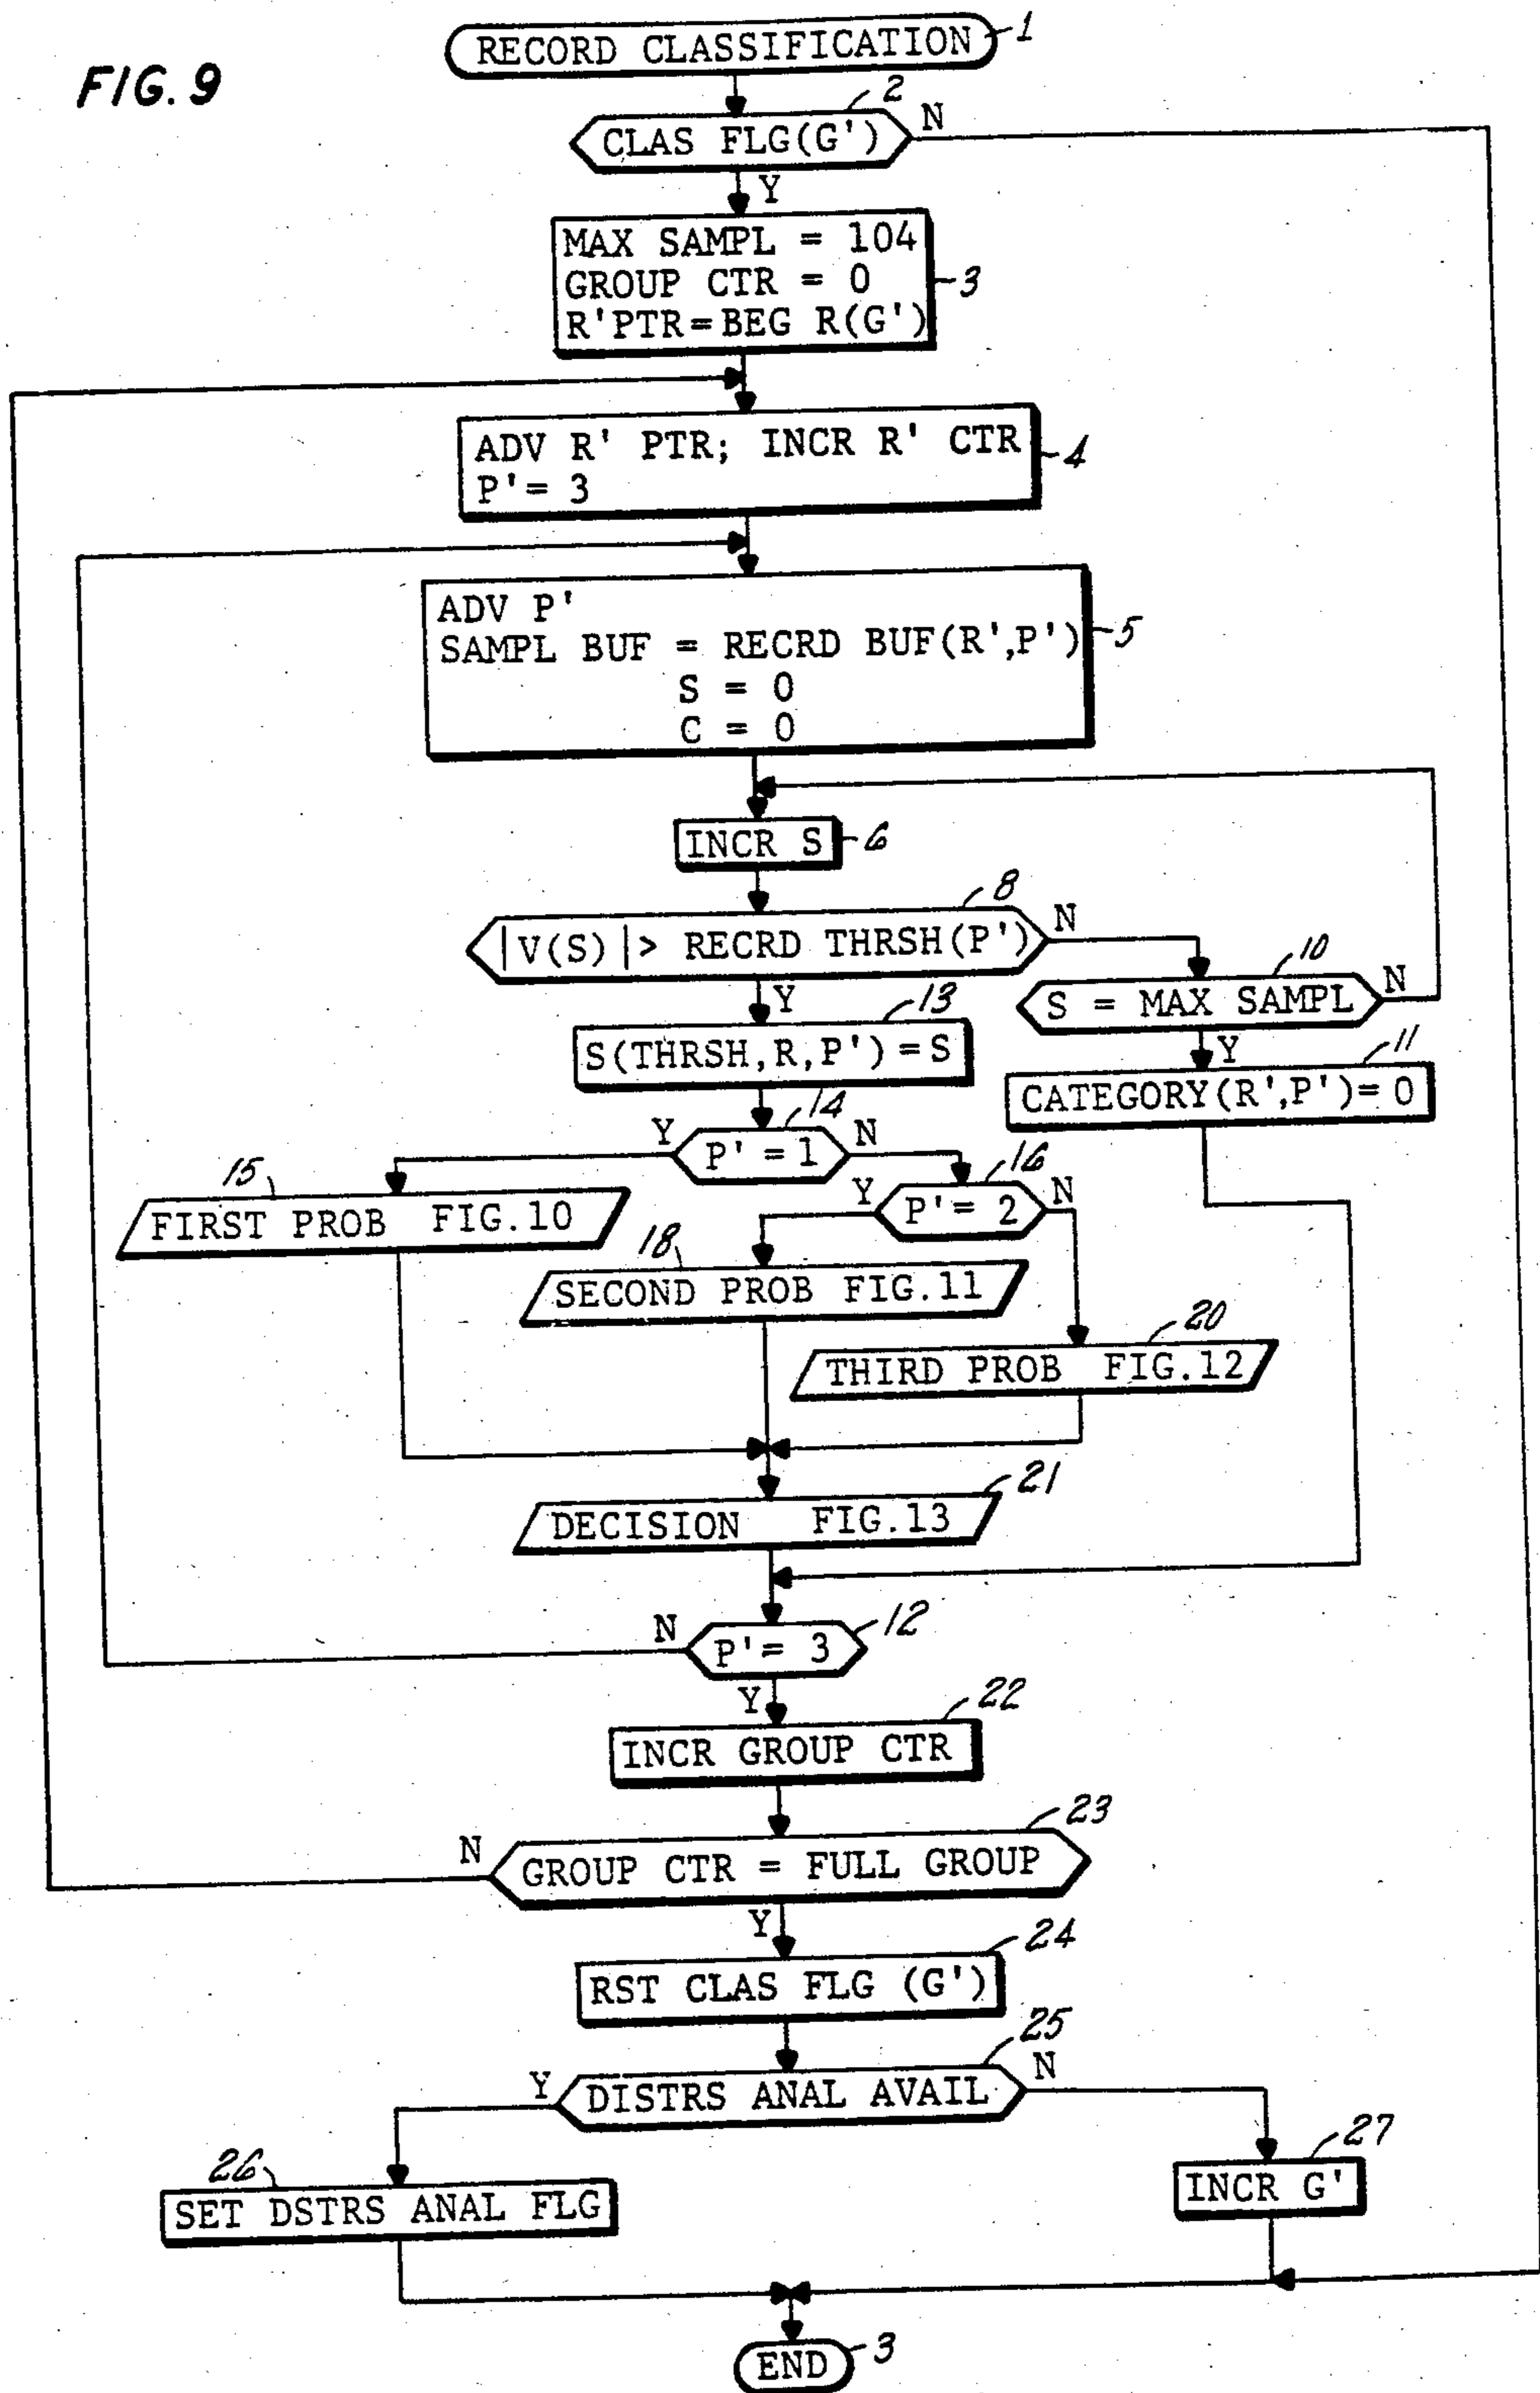 FIG. 9
RECORD CLASSIFICATION
1
CLAS FLG(G')
2
N
Y
MAX SAMPL = 104
GROUP CTR = 0
R'PTR=BEG R(G')
3
ADV R' PTR; INCR R' CTR
P'= 3
4
ADV P'
SAMPL BUF = RECRD BUF(R',P')
S = 0
C = 0
5
INCR S
6
|V(S)|> RECRD THRSH(P')
8
N
Y
S = MAX SAMPL
10
N
Y
S(THRSH,R,P')=S
13
CATEGORY(R',P')= 0
11
P' = 1
14
Y
N
P'= 2
16
Y
N
FIRST PROB FIG.10
15
SECOND PROB FIG.11
18
THIRD PROB FIG.12
20
DECISION FIG.13
21
P'= 3
12
N
Y
INCR GROUP CTR
22
GROUP CTR = FULL GROUP
23
N
Y
RST CLAS FLG (G')
24
DISTRS ANAL AVAIL
25
Y
N
SET DSTRS ANAL FLG
26
INCR G'
27
END
3